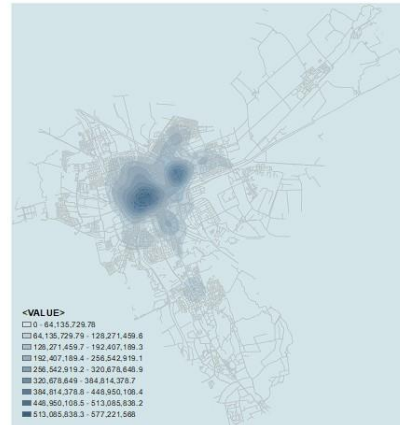 <VALUE>
0 - 64,135,729.78
64,135,729.79 - 128,271,459.6
128,271,459.7 - 192,407,189.3
192,407,189.4 - 256,542,919.1
256,542,919.2 - 320,678,648.9
320,678,649 - 384,814,378.7
384,814,378.8 - 448,950,108.4
448,950,108.5 - 513,085,838.2
513,085,838.3 - 577,221,568